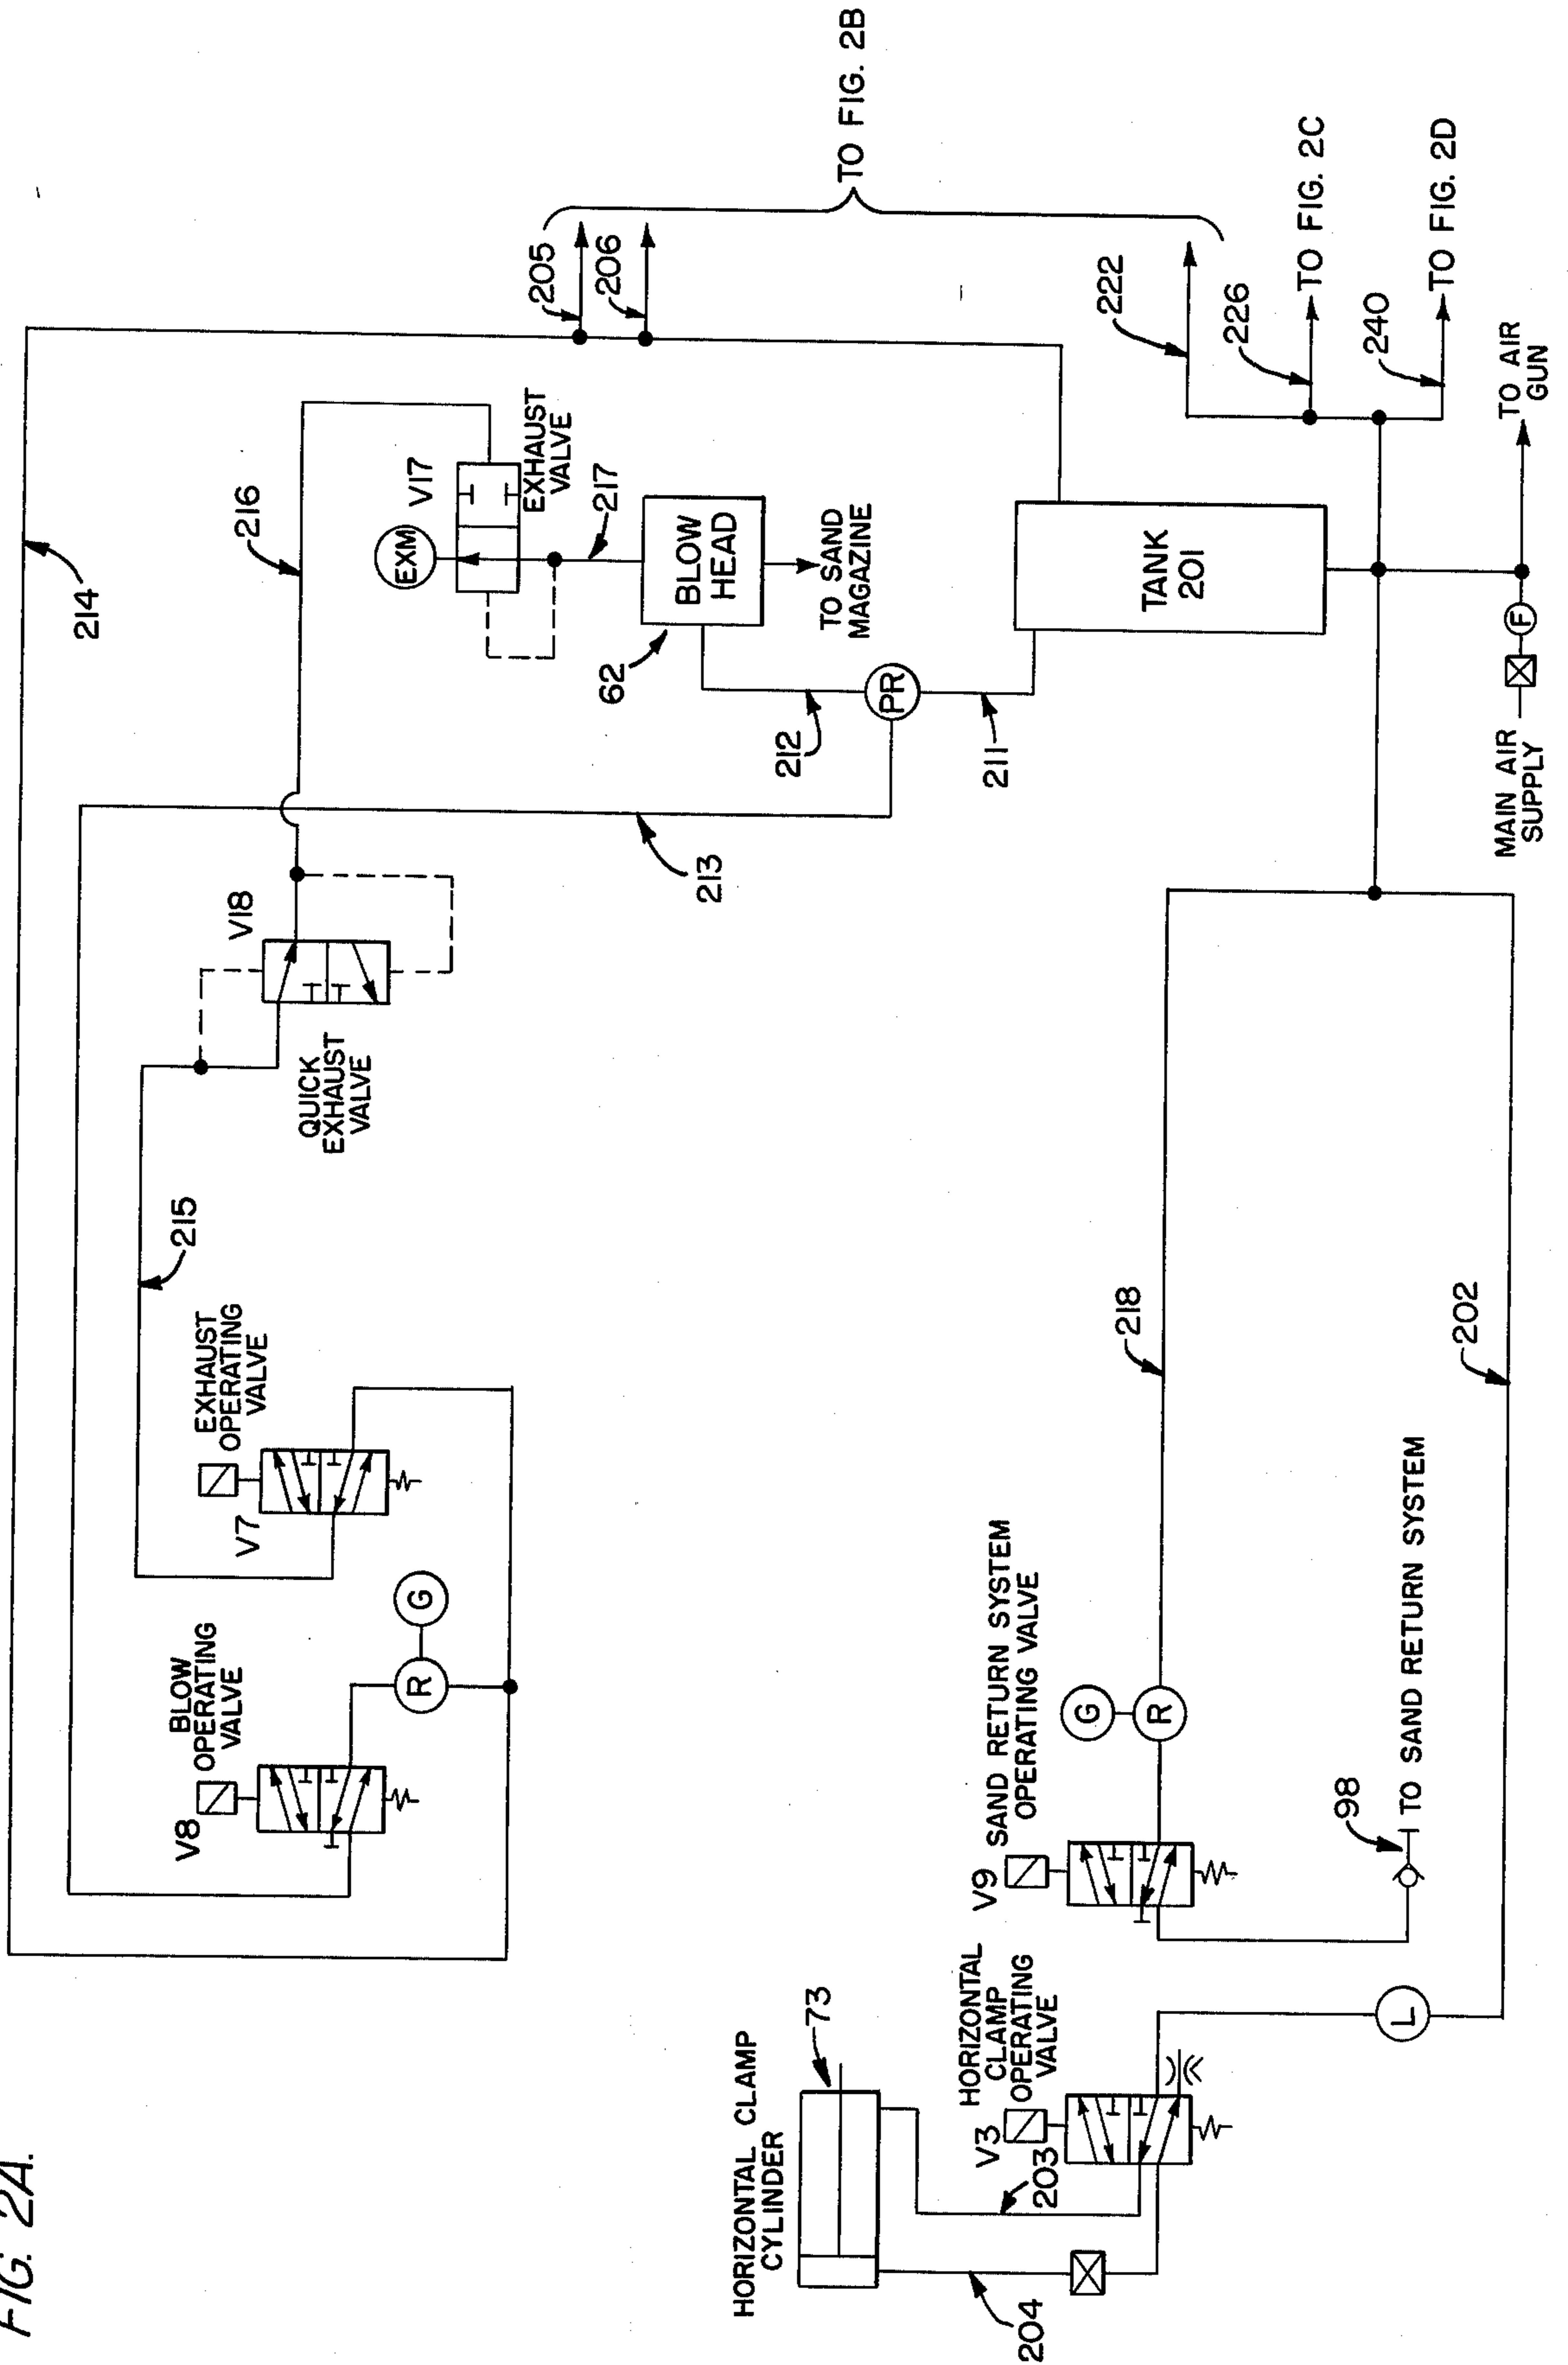 FIG. 2A.
214
216
V17
EXM
EXHAUST
VALVE
205
206
TO FIG. 2B
217
BLOW
HEAD
62
TO SAND
MAGAZINE
212
PR
211
213
TANK
201
222
226
TO FIG. 2C
240
TO FIG. 2D
TO AIR
GUN
F
MAIN AIR
SUPPLY
V18
QUICK
EXHAUST
VALVE
215
EXHAUST
OPERATING
VALVE
V7
G
R
BLOW
OPERATING
VALVE
V8
218
202
SAND RETURN SYSTEM
OPERATING VALVE
V9
G
R
98
TO SAND RETURN SYSTEM
HORIZONTAL
CLAMP
OPERATING
VALVE
V3
L
73
HORIZONTAL CLAMP
CYLINDER
203
204